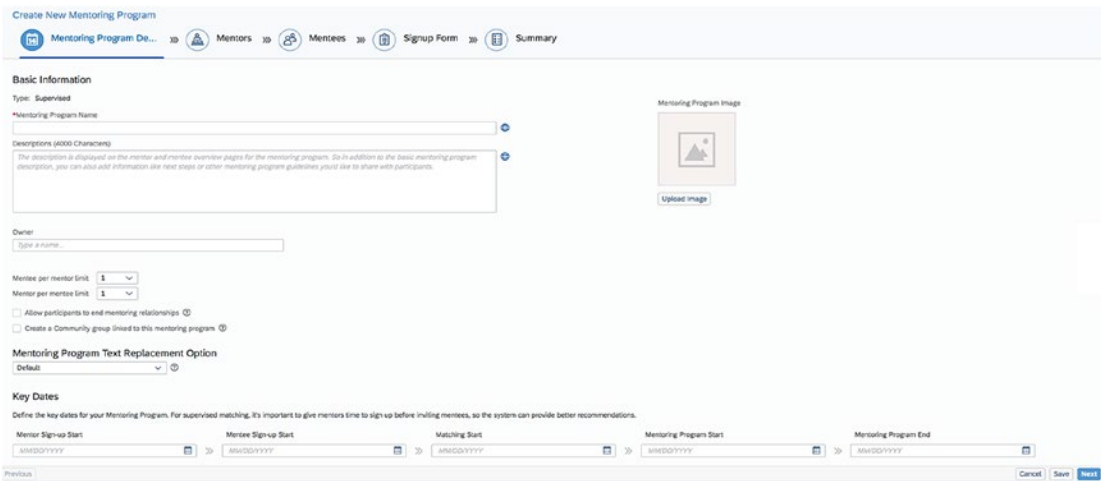 Create New Mentoring Program
Mentoring Program De... Mentors Mentees Signup Form Summary
Basic Information
Type: Supervised
*Mentoring Program Name
Descriptions (4000 Characters)
The description is displayed on the mentor and mentee overview pages for the mentoring program. So in addition to the basic mentoring program
description, you can also add information like next steps or other mentoring program guidelines you'd like to share with participants.
Mentoring Program Image
Upload Image
Owner
Type a name...
Mentee per mentor limit 1
Mentor per mentee limit 1
Allow participants to end mentoring relationships
Create a Community group linked to this mentoring program
Mentoring Program Text Replacement Option
Default
Key Dates
Define the key dates for your Mentoring Program. For supervised matching, it's important to give mentors time to sign up before inviting mentees, so the system can provide better recommendations.
Mentor Sign-up Start Mentee Sign-up Start Matching Start Mentoring Program Start Mentoring Program End
MM/DD/YYYY MM/DD/YYYY MM/DD/YYYY MM/DD/YYYY MM/DD/YYYY
Previous Cancel Save Next